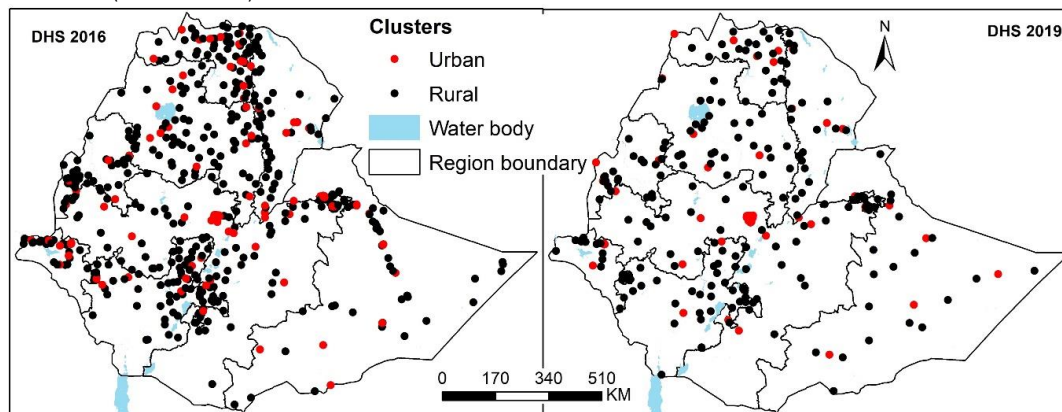 DHS 2016
Clusters
Urban
Rural
Water body
Region boundary
N
DHS 2019
0 170 340 510
KM